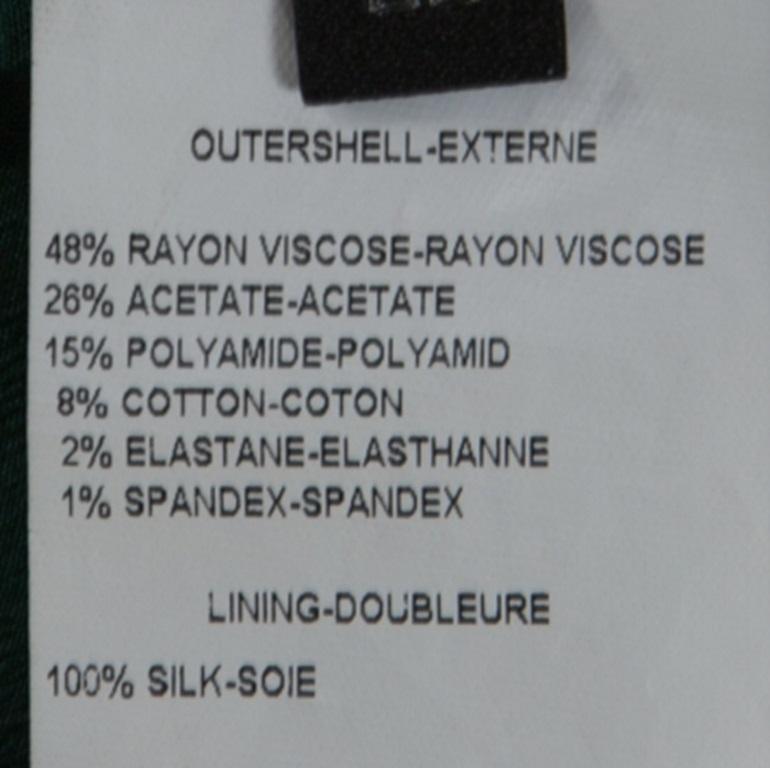 OUTERSHELL-EXTERNE
48% RAYON VISCOSE-RAYON VISCOSE
26% ACETATE-ACETATE
15% POLYAMIDE-POLYAMID
8% COTTON-COTON
2% ELASTANE-ELASTHANNE
1% SPANDEX-SPANDEX
LINING-DOUBLEURE
100% SILK-SOIE